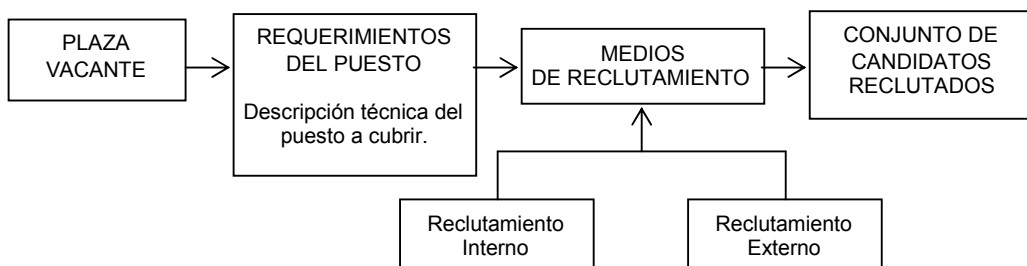 PLAZA
VACANTE
REQUERIMIENTOS
DEL PUESTO
Descripción técnica del
puesto a cubrir.
MEDIOS
DE RECLUTAMIENTO
CONJUNTO DE
CANDIDATOS
RECLUTADOS
Reclutamiento
Interno
Reclutamiento
Externo